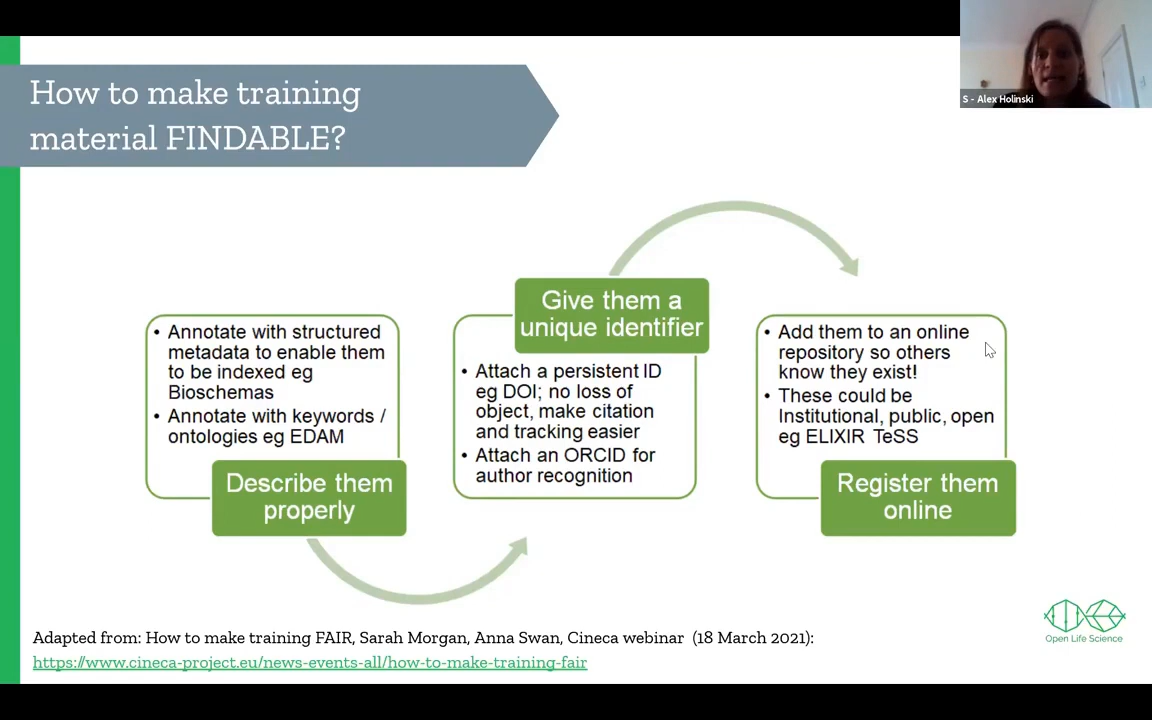 How to make training
material FINDABLE?
S - Alex Holinski
• Annotate with structured
metadata to enable them
to be indexed eg
Bioschemas
• Annotate with keywords /
ontologies eg EDAM
Describe them
properly
Give them a
unique identifier
• Attach a persistent ID
eg DOI; no loss of
object, make citation
and tracking easier
• Attach an ORCID for
author recognition
• Add them to an online
repository so others
know they exist!
• These could be
Institutional, public, open
eg ELIXIR TeSS
Register them
online
Open Life Science
Adapted from: How to make training FAIR, Sarah Morgan, Anna Swan, Cineca webinar (18 March 2021):
https://www.cineca-project.eu/news-events-all/how-to-make-training-fair